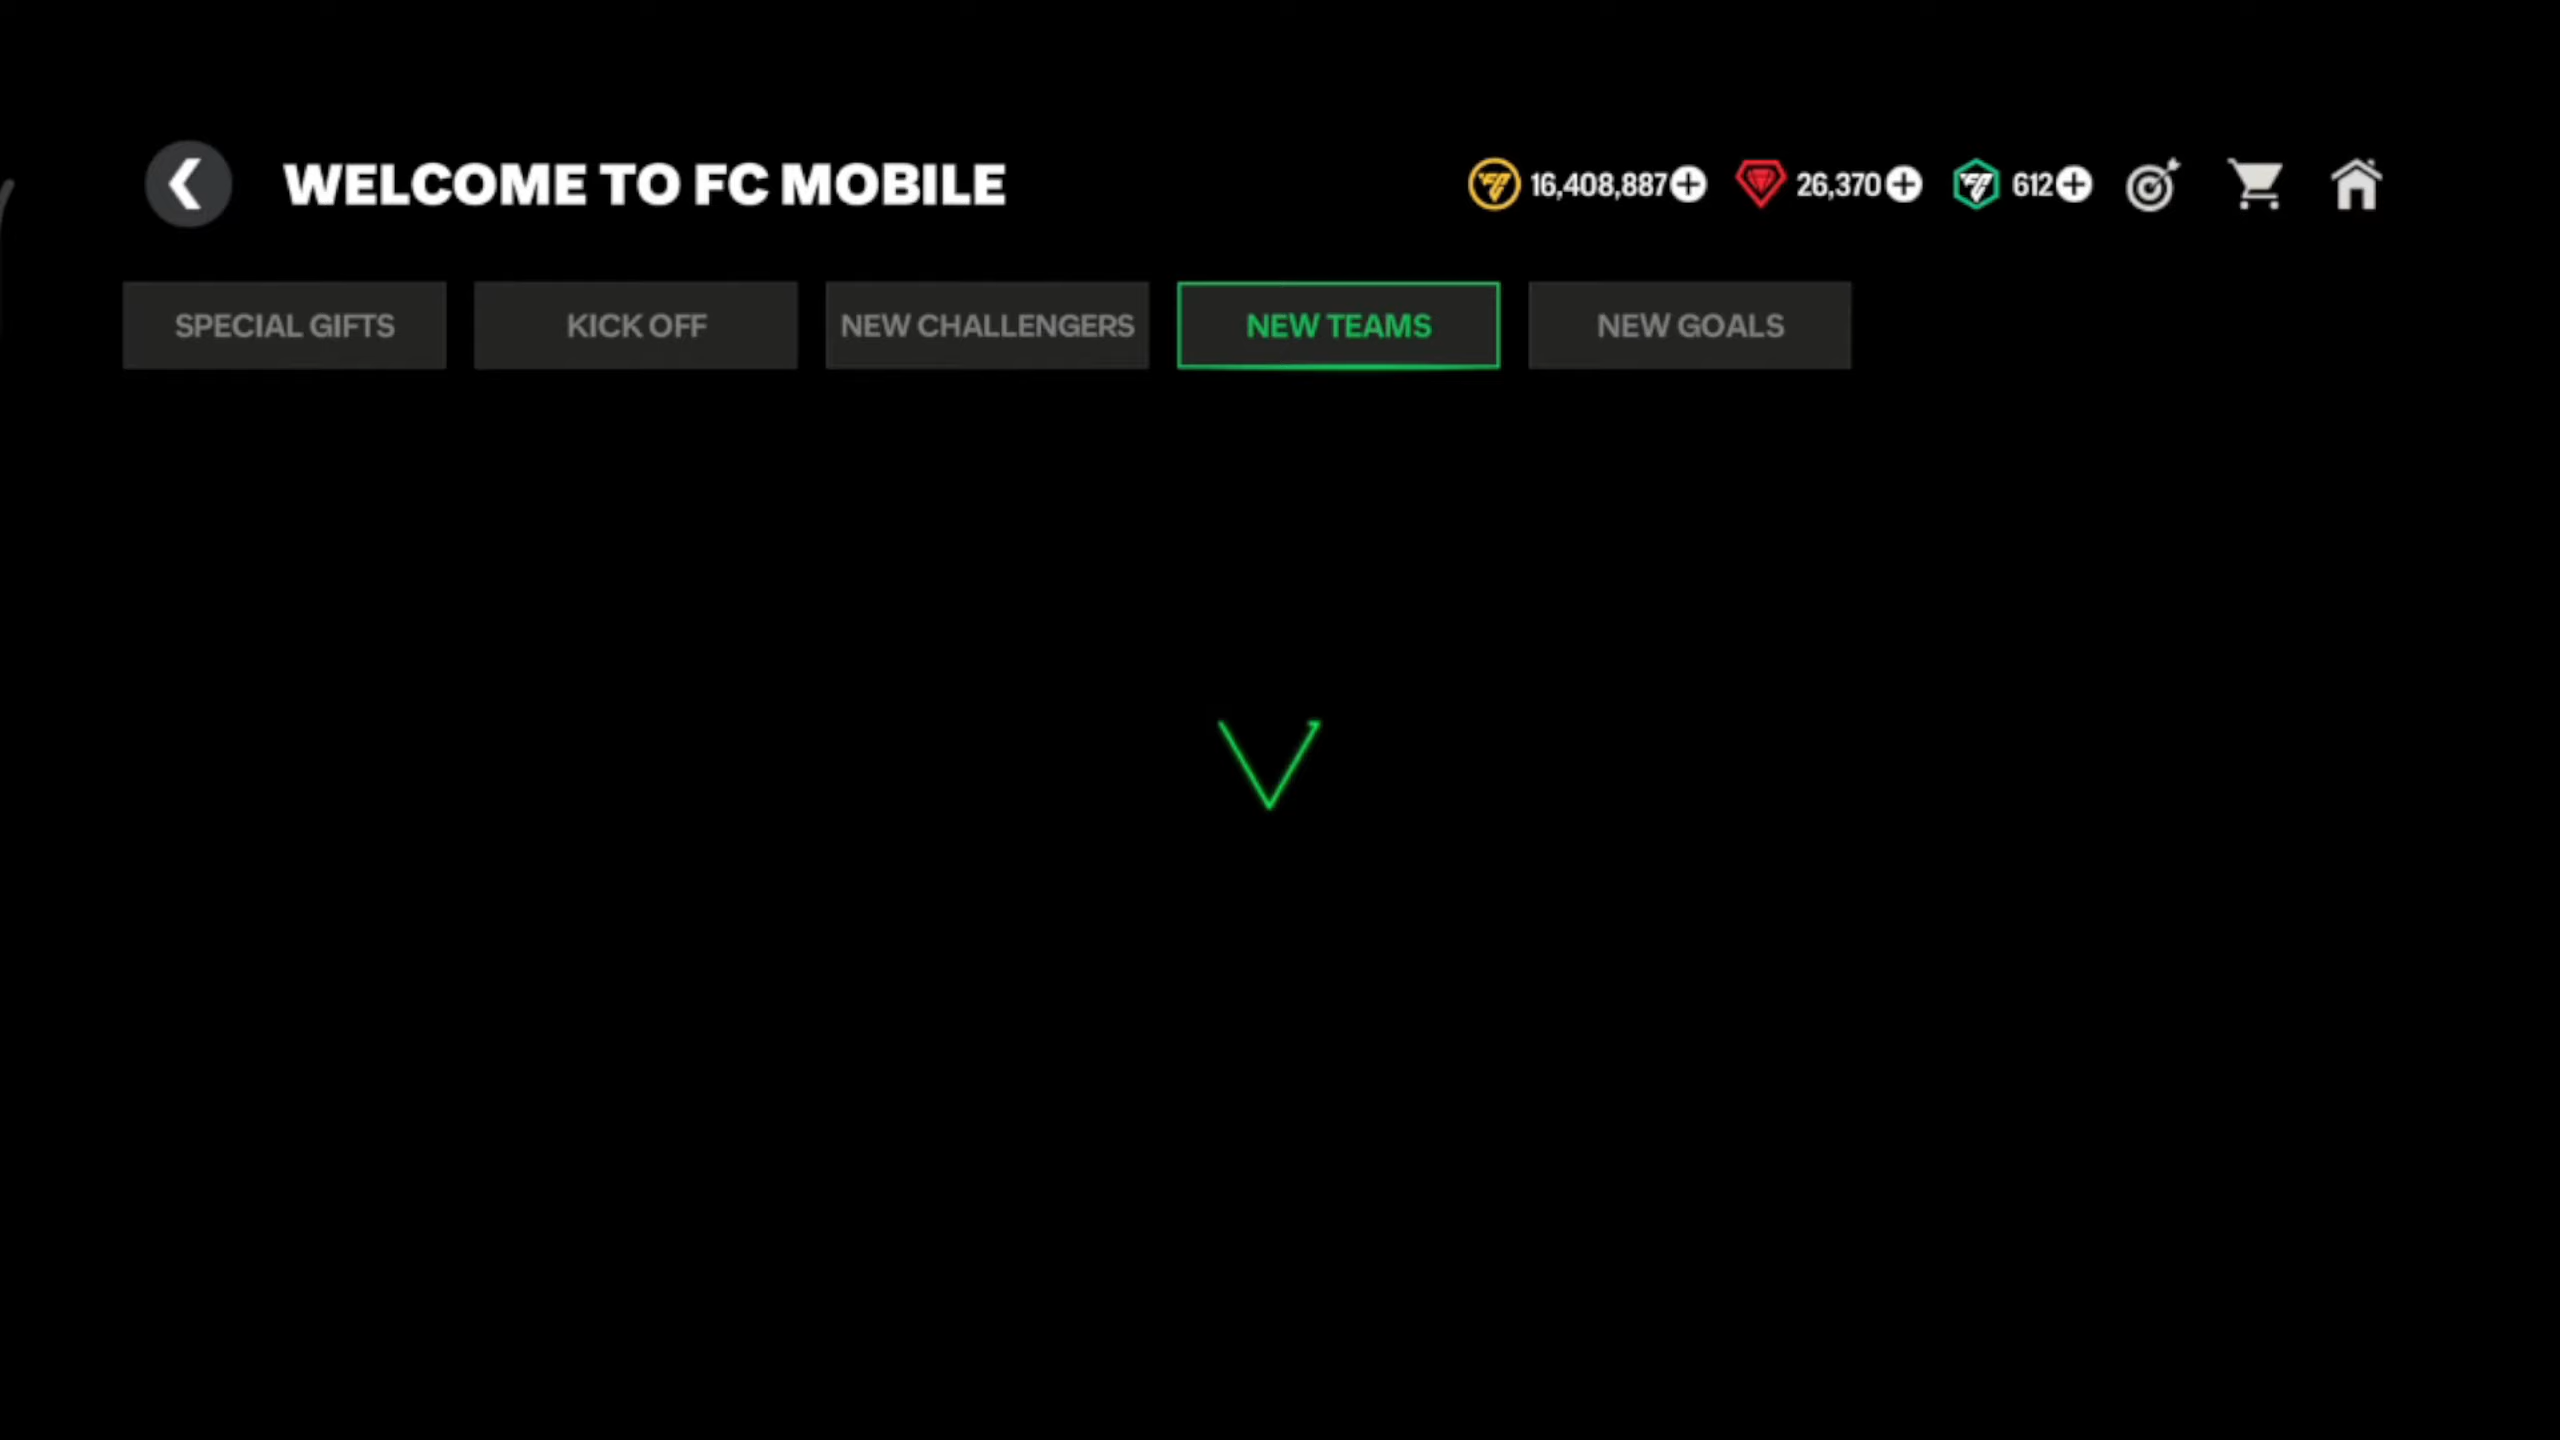 WELCOME TO FC MOBILE
16,408,887
26,370
612
SPECIAL GIFTS
KICK OFF
NEW CHALLENGERS
NEW TEAMS
NEW GOALS